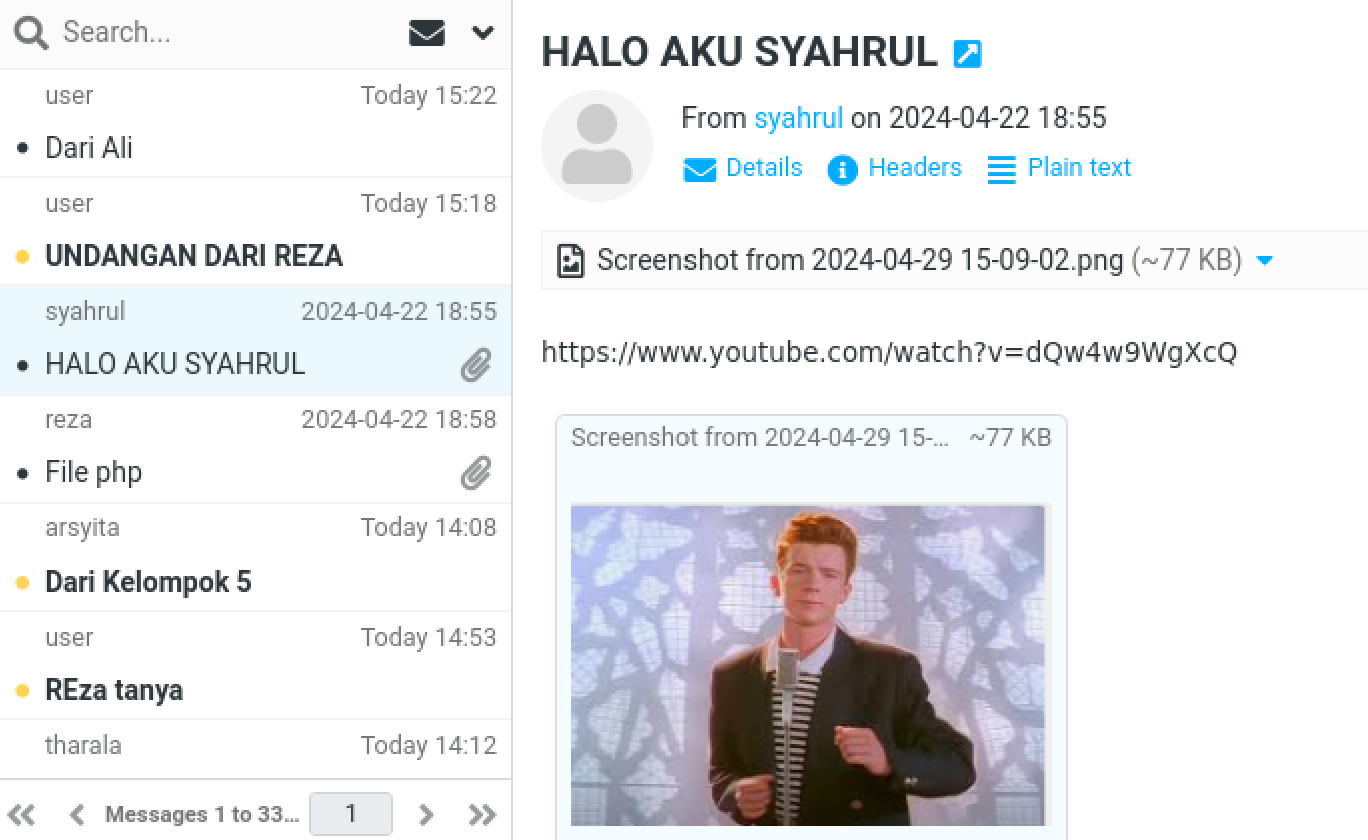 Search...
user Today 15:22
Dari Ali
user Today 15:18
UNDANGAN DARI REZA
syahrul 2024-04-22 18:55
HALO AKU SYAHRUL
reza 2024-04-22 18:58
File php
arsyita Today 14:08
Dari Kelompok 5
user Today 14:53
REza tanya
tharala Today 14:12
Messages 1 to 33... 1
HALO AKU SYAHRUL
From syahrul on 2024-04-22 18:55
Details Headers Plain text
Screenshot from 2024-04-29 15-09-02.png (~77 KB)
https://www.youtube.com/watch?v=dQw4w9WgXcQ
Screenshot from 2024-04-29 15-... ~77 KB